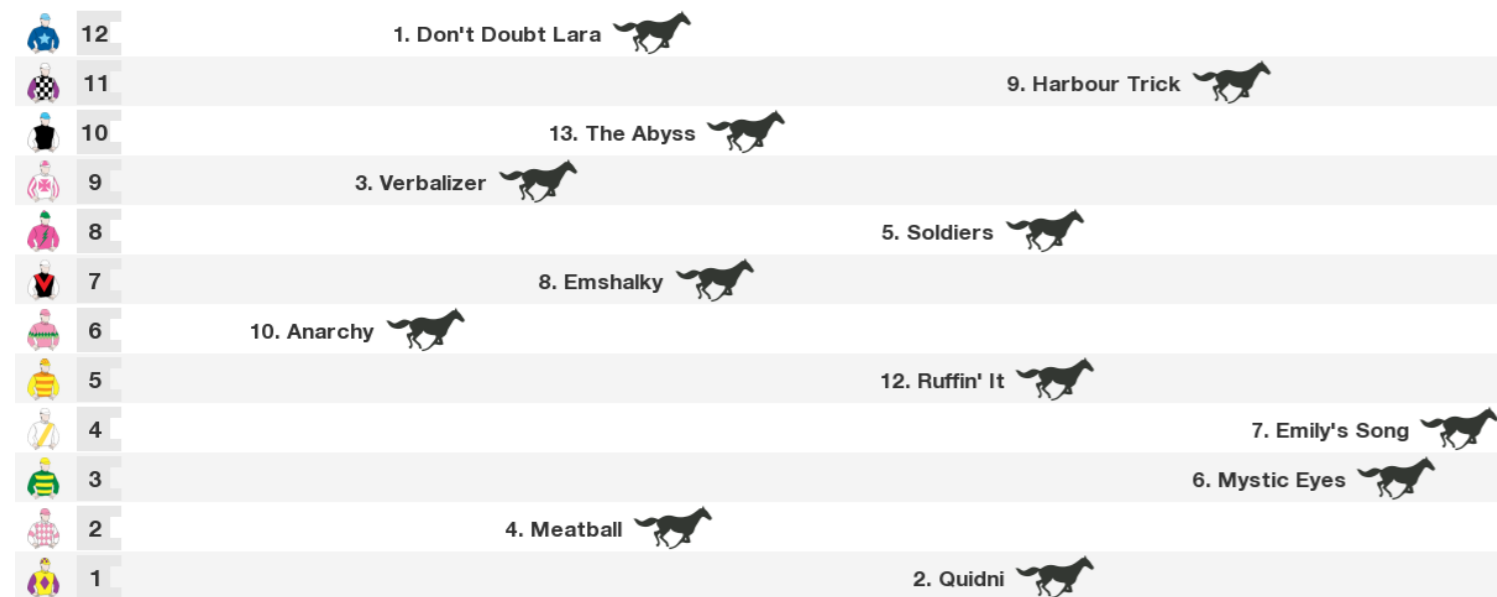 12 1. Don't Doubt Lara
11 9. Harbour Trick
10 13. The Abyss
9 3. Verbalizer
8 5. Soldiers
7 8. Emshalky
6 10. Anarchy
5 12. Ruffin' It
4 7. Emily's Song
3 6. Mystic Eyes
2 4. Meatball
1 2. Quidni